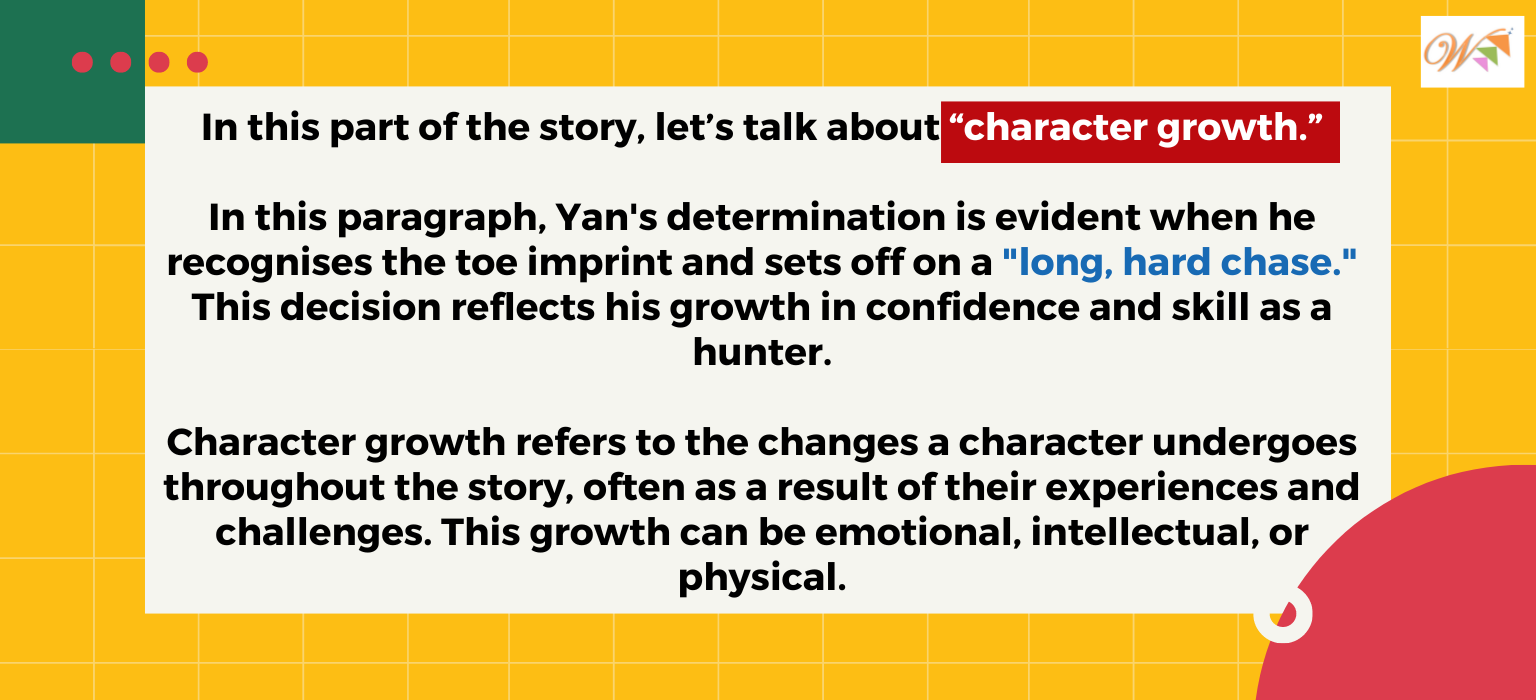 In this part of the story, let’s talk about “character growth.”
In this paragraph, Yan's determination is evident when he
recognises the toe imprint and sets off on a "long, hard chase."
This decision reflects his growth in confidence and skill as a
hunter.
Character growth refers to the changes a character undergoes
throughout the story, often as a result of their experiences and
challenges. This growth can be emotional, intellectual, or
physical.
W